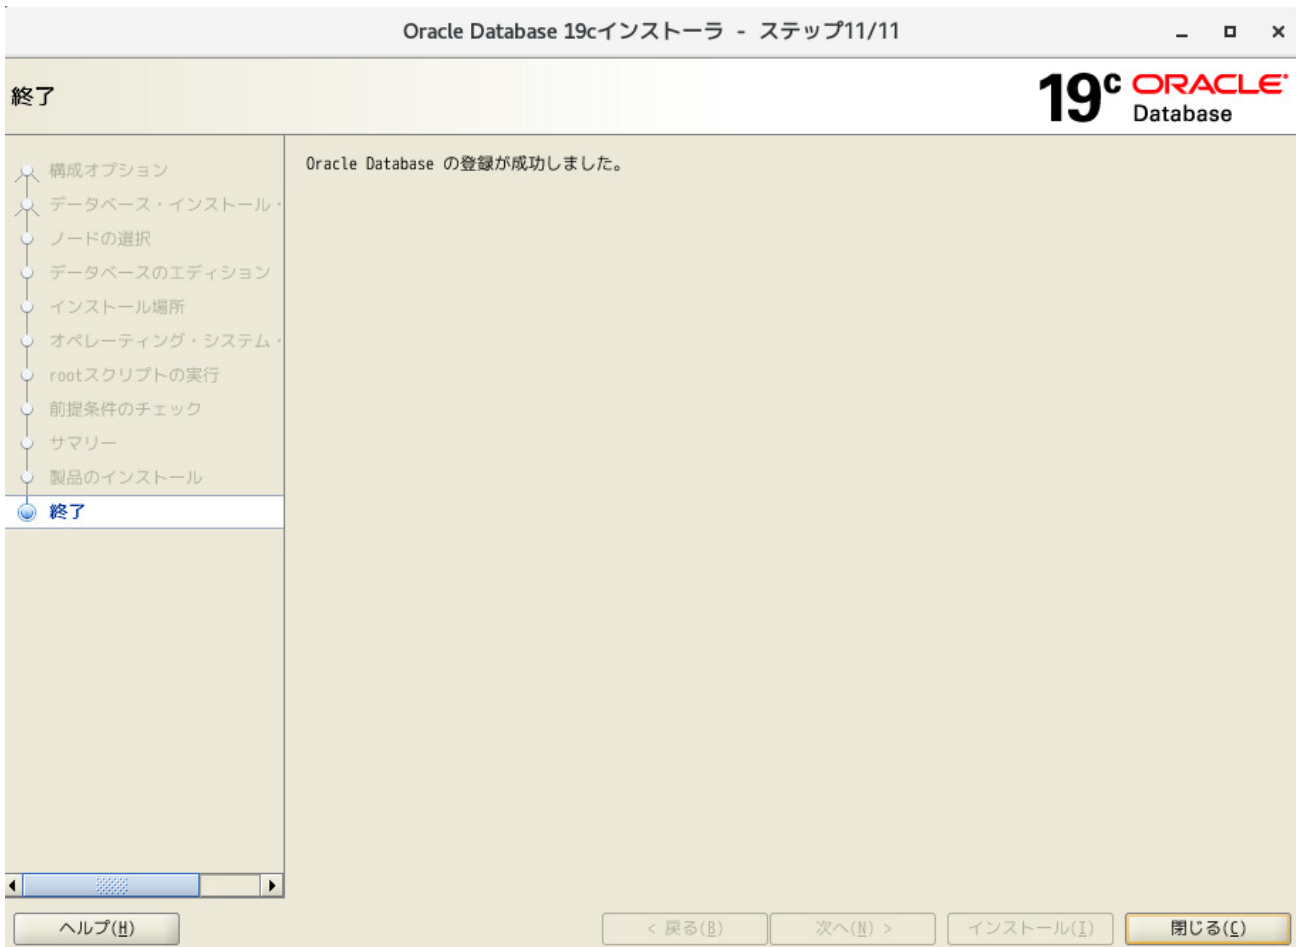 Oracle Database 19cインストーラ - ステップ11/11
終了
19c ORACLE
Database
構成オプション
データベース・インストール・
ノードの選択
データベースのエディション
インストール場所
オペレーティング・システム・
rootスクリプトの実行
前提条件のチェック
サマリー
製品のインストール
終了
Oracle Database の登録が成功しました。
ヘルプ(H)
< 戻る(B)
次へ(N) >
インストール(I)
閉じる(C)